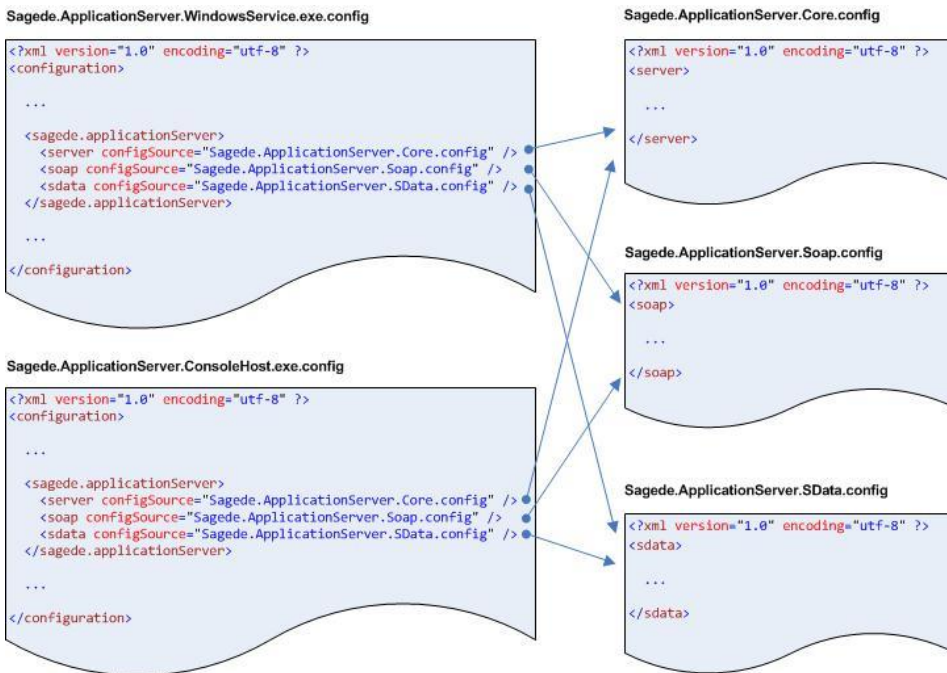 Sagede.ApplicationServer.WindowsService.exe.config
<?xml version="1.0" encoding="utf-8" ?>
<configuration>
...
<sagede.applicationServer>
<server configSource="Sagede.ApplicationServer.Core.config" />
<soap configSource="Sagede.ApplicationServer.Soap.config" />
<sdata configSource="Sagede.ApplicationServer.SData.config" />
</sagede.applicationServer>
...
</configuration>
Sagede.ApplicationServer.ConsoleHost.exe.config
<?xml version="1.0" encoding="utf-8" ?>
<configuration>
...
<sagede.applicationServer>
<server configSource="Sagede.ApplicationServer.Core.config" />
<soap configSource="Sagede.ApplicationServer.Soap.config" />
<sdata configSource="Sagede.ApplicationServer.SData.config" />
</sagede.applicationServer>
...
</configuration>
Sagede.ApplicationServer.Core.config
<?xml version="1.0" encoding="utf-8" ?>
<server>
...
</server>
Sagede.ApplicationServer.Soap.config
<?xml version="1.0" encoding="utf-8" ?>
<soap>
...
</soap>
Sagede.ApplicationServer.SData.config
<?xml version="1.0" encoding="utf-8" ?>
<sdata>
...
</sdata>